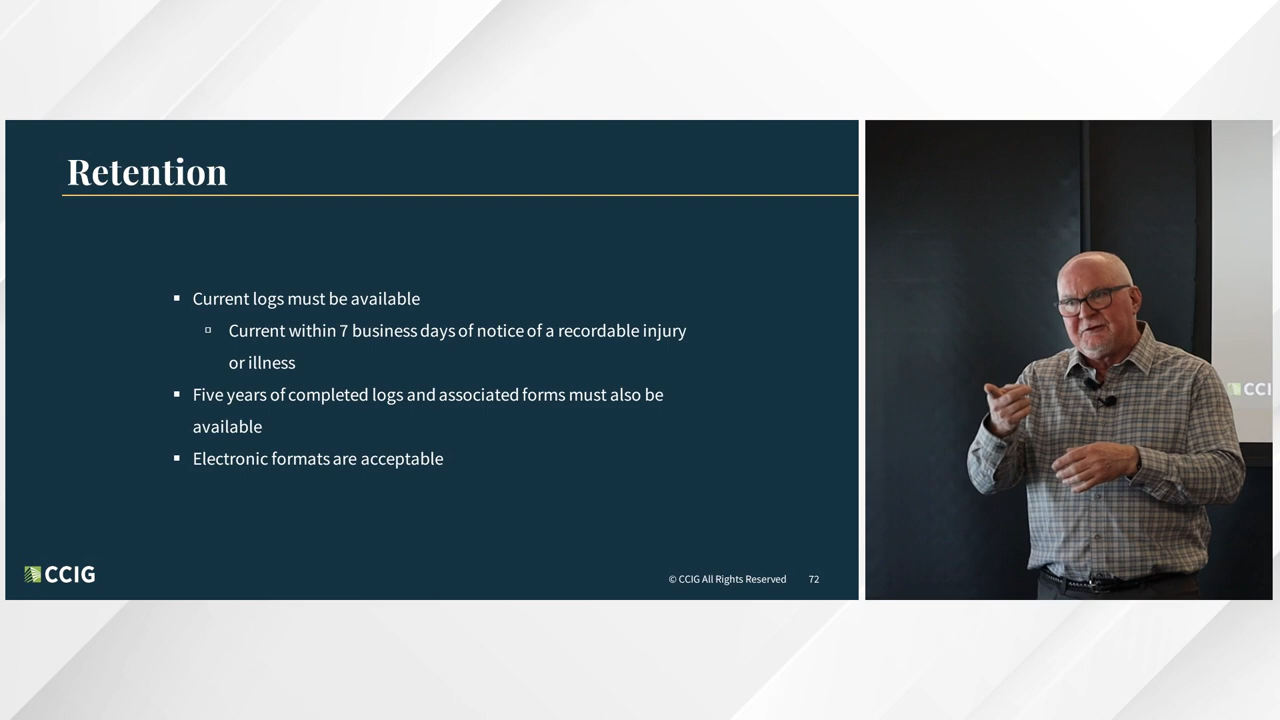 Retention
▪ Current logs must be available
▫ Current within 7 business days of notice of a recordable injury
or illness
▪ Five years of completed logs and associated forms must also be
available
▪ Electronic formats are acceptable
CCIG
© CCIG All Rights Reserved 72
CCI